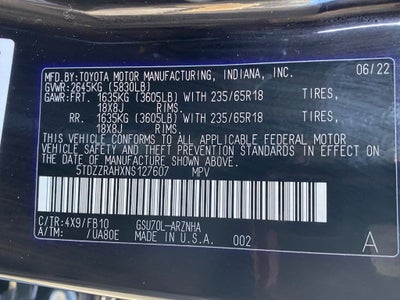 MFD.BY:TOYOTA MOTOR MANUFACTURING, INDIANA, INC. 06/22
GVWR:2645KG (5830LB)
GAWR:FRT. 1635KG (3605LB) WITH 235/65R18 TIRES,
18X8J RIMS.
RR. 1635KG (3605LB) WITH 235/65R18 TIRES,
18X8J RIMS.
THIS VEHICLE CONFORMS TO ALL APPLICABLE FEDERAL MOTOR
VEHICLE SAFETY AND THEFT PREVENTION STANDARDS IN EFFECT
ON THE DATE OF MANUFACTURE SHOWN ABOVE.
5TDZZRAHXNS127607 MPV
C/TR:4X9/FB10 GSU70L-ARZNHA
A/TM: /UA80E MADE IN U.S.A. 002 A